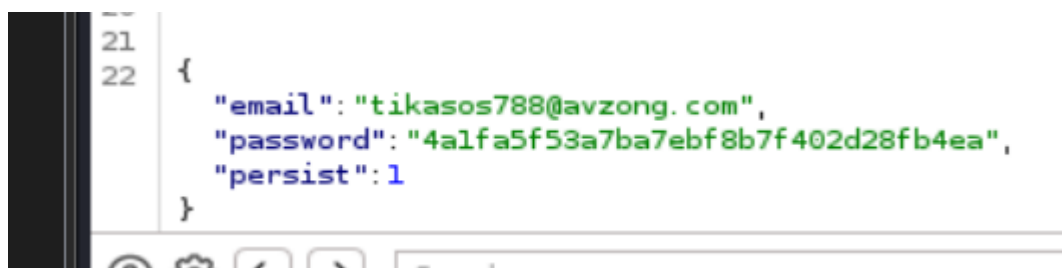 21
22 {
"email":"tikasos788@avzong.com",
"password":"4a1fa5f53a7ba7ebf8b7f402d28fb4ea",
"persist":1
}